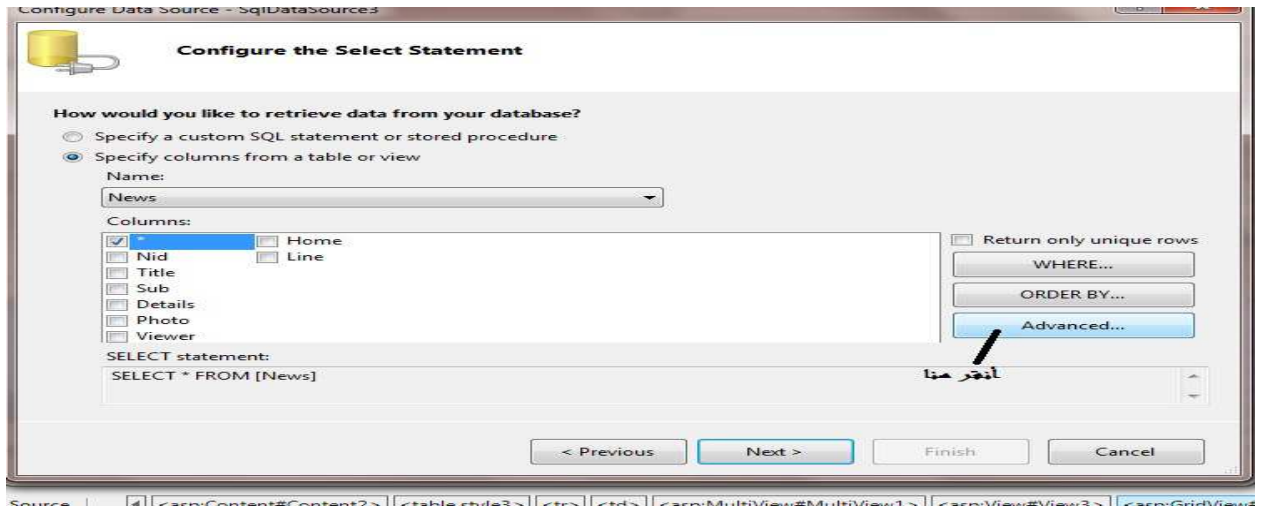 Configure Data Source - SqlDataSource3
Configure the Select Statement
How would you like to retrieve data from your database?
Specify a custom SQL statement or stored procedure
Specify columns from a table or view
Name:
News
Columns:
* Home
Nid Line
Title
Sub
Details
Photo
Viewer
Return only unique rows
WHERE...
ORDER BY...
Advanced...
أنقر هنا
SELECT statement:
SELECT * FROM [News]
< Previous Next > Finish Cancel
Source <asp:Content#Content2> <table.style3> <tr> <td> <asp:MultiView#MultiView1> <asp:View#View3> <asp:GridView#